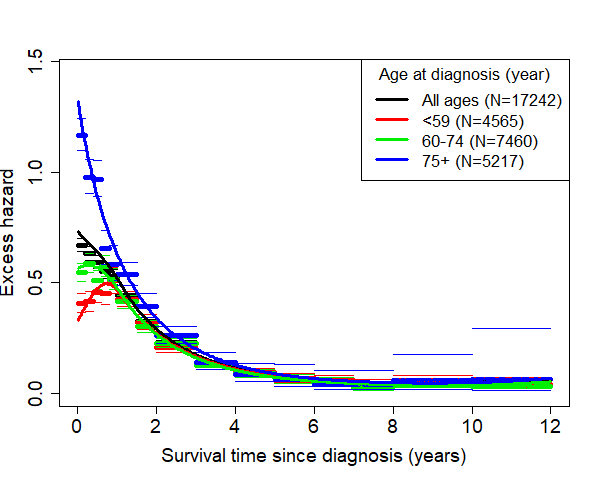 1.5
1.0
0.5
0.0
Excess hazard
Age at diagnosis (year)
All ages (N=17242)
<59 (N=4565)
60-74 (N=7460)
75+ (N=5217)
0 2 4 6 8 10 12
Survival time since diagnosis (years)